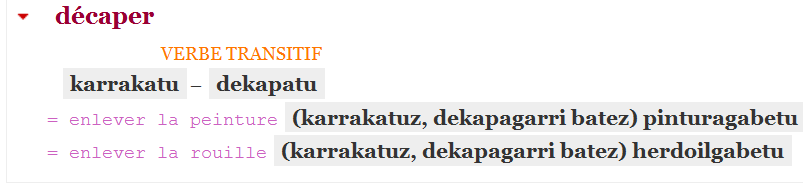 décaper
VERBE TRANSITIF
karrakatu – dekapatu
= enlever la peinture (karrakatuz, dekapagarri batez) pinturagabetu
= enlever la rouille (karrakatuz, dekapagarri batez) herdoilgabetu